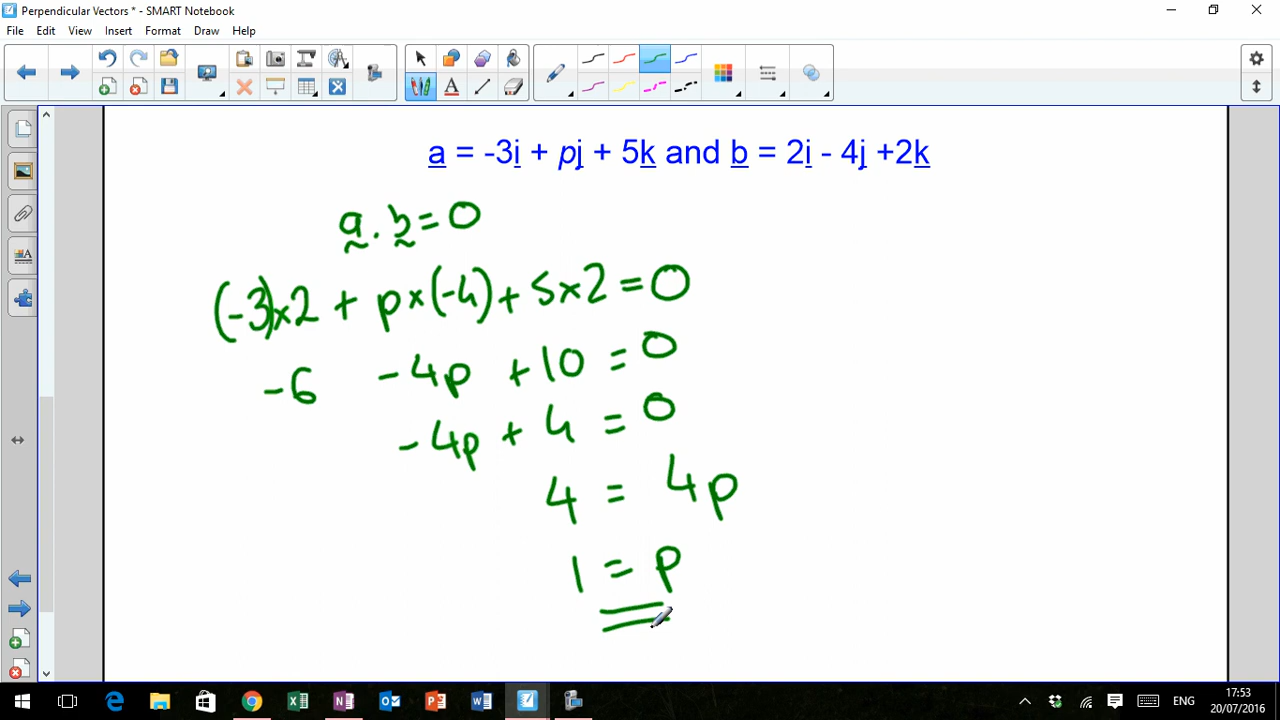 Perpendicular Vectors * - SMART Notebook
File Edit View Insert Format Draw Help
a = -3i + pj + 5k and b = 2i - 4j +2k
a . b = 0
(-3)x2 + px(-4) + 5x2 = 0
-6 -4p +10 = 0
-4p + 4 = 0
4 = 4p
1 = p
ENG
17:53
20/07/2016